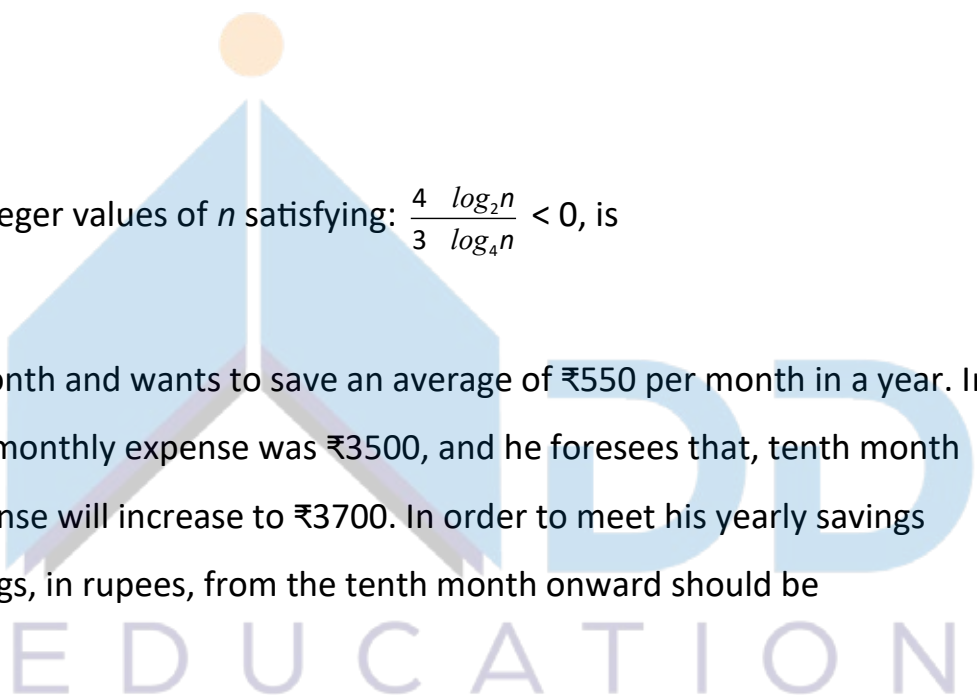 eger values of n satisfying: 4 log₂n / 3 log₄n < 0, is
onth and wants to save an average of ₹550 per month in a year. In
monthly expense was ₹3500, and he foresees that, tenth month
nse will increase to ₹3700. In order to meet his yearly savings
gs, in rupees, from the tenth month onward should be
DD
EDUCATION